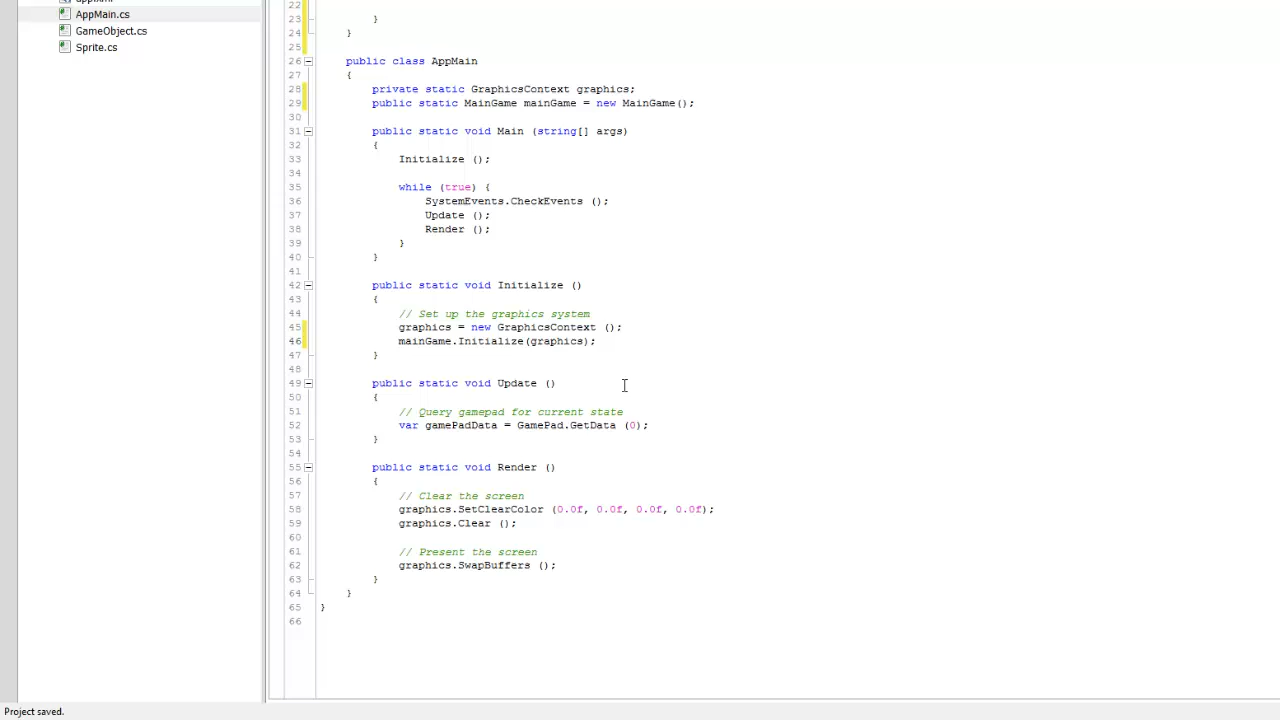 AppMain.cs
GameObject.cs
Sprite.cs
22
23 }
24 }
25
26 public class AppMain
27 {
28 private static GraphicsContext graphics;
29 public static MainGame mainGame = new MainGame();
30
31 public static void Main (string[] args)
32 {
33 Initialize ();
34
35 while (true) {
36 SystemEvents.CheckEvents ();
37 Update ();
38 Render ();
39 }
40 }
41
42 public static void Initialize ()
43 {
44 // Set up the graphics system
45 graphics = new GraphicsContext ();
46 mainGame.Initialize(graphics);
47 }
48
49 public static void Update ()
50 {
51 // Query gamepad for current state
52 var gamePadData = GamePad.GetData (0);
53 }
54
55 public static void Render ()
56 {
57 // Clear the screen
58 graphics.SetClearColor (0.0f, 0.0f, 0.0f, 0.0f);
59 graphics.Clear ();
60
61 // Present the screen
62 graphics.SwapBuffers ();
63 }
64 }
65 }
66
Project saved.